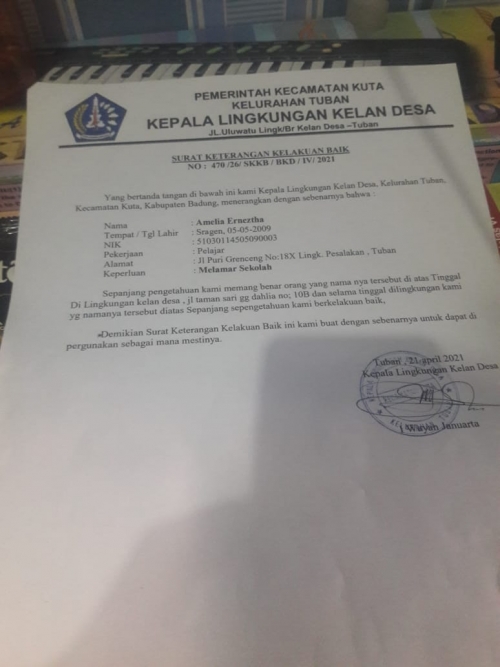 PEMERINTAH KECAMATAN KUTA
KELURAHAN TUBAN
KEPALA LINGKUNGAN KELAN DESA
JL.Uluwatu Lingk/Br Kelan Desa –Tuban
SURAT KETERANGAN KELAKUAN BAIK
NO : 470 /26/ SKKB / BKD / IV/ 2021
Yang bertanda tangan di bawah ini kami Kepala Lingkungan Kelan Desa, Kelurahan Tuban,
Kecamatan Kuta, Kabupaten Badung, menerangkan dengan sebenarnya bahwa :
Nama : Amelia Erneztha
Tempat / Tgl Lahir : Sragen, 05-05-2009
NIK : 51030114505090003
Pekerjaan : Pelajar
Alamat : Jl Puri Grenceng No:18X Lingk. Pesalakan , Tuban
Keperluan : Melamar Sekolah
Sepanjang pengetahuan kami memang benar orang yang nama nya tersebut di atas Tinggal
Di Lingkungan kelan desa , jl taman sari gg dahlia no; 10B dan selama tinggal dilingkungan kami
yg namanya tersebut diatas Sepanjang sepengetahuan kami berkelakuan baik,
Demikian Surat Keterangan Kelakuan Baik ini kami buat dengan sebenarnya untuk dapat di
pergunakan sebagai mana mestinya.
Tuban , 21 april 2021
Kepala Lingkungan Kelan Desa
Januarta